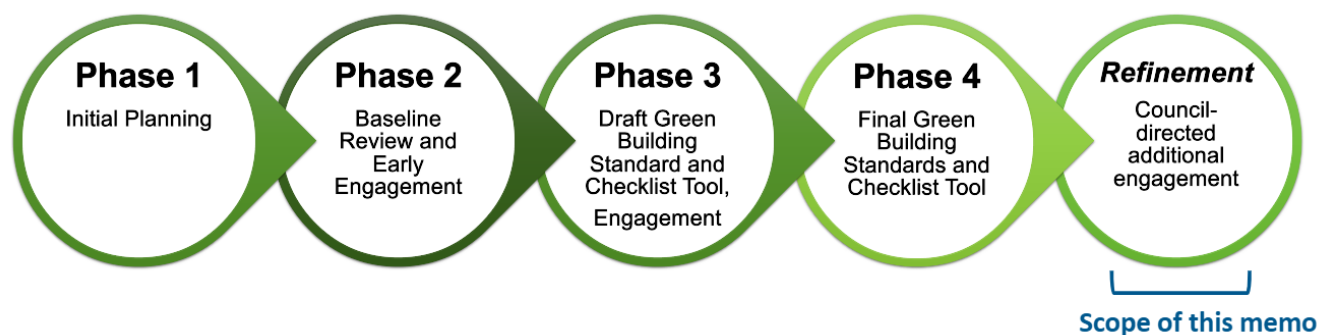 Phase 1
Initial Planning
Phase 2
Baseline
Review and
Early
Engagement
Phase 3
Draft Green
Building
Standard and
Checklist Tool,
Engagement
Phase 4
Final Green
Building
Standards and
Checklist Tool
Refinement
Council-
directed
additional
engagement
Scope of this memo